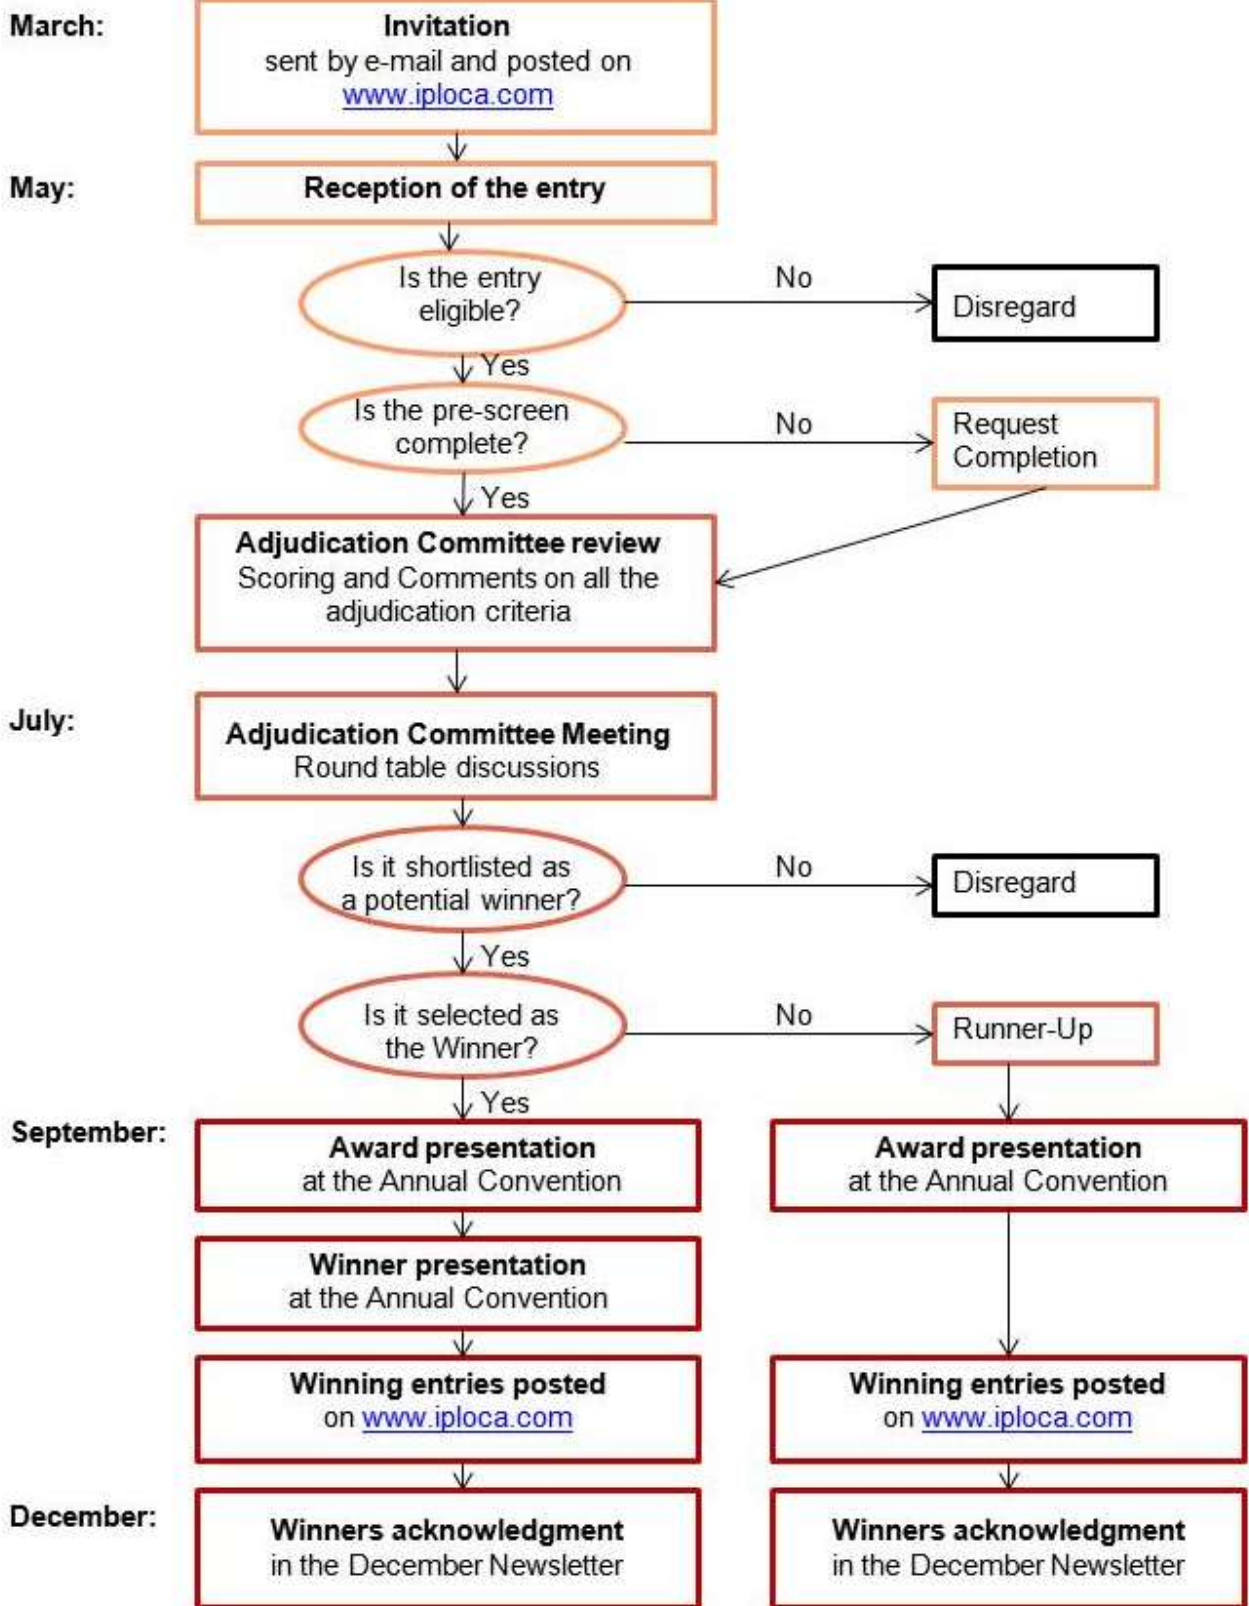 March:
Invitation
sent by e-mail and posted on
www.iploca.com
May:
Reception of the entry
Is the entry
eligible?
No
Disregard
Yes
Is the pre-screen
complete?
No
Request
Completion
Yes
Adjudication Committee review
Scoring and Comments on all the
adjudication criteria
July:
Adjudication Committee Meeting
Round table discussions
Is it shortlisted as
a potential winner?
No
Disregard
Yes
Is it selected as
the Winner?
No
Runner-Up
Yes
September:
Award presentation
at the Annual Convention
Award presentation
at the Annual Convention
Winner presentation
at the Annual Convention
Winning entries posted
on www.iploca.com
Winning entries posted
on www.iploca.com
December:
Winners acknowledgment
in the December Newsletter
Winners acknowledgment
in the December Newsletter